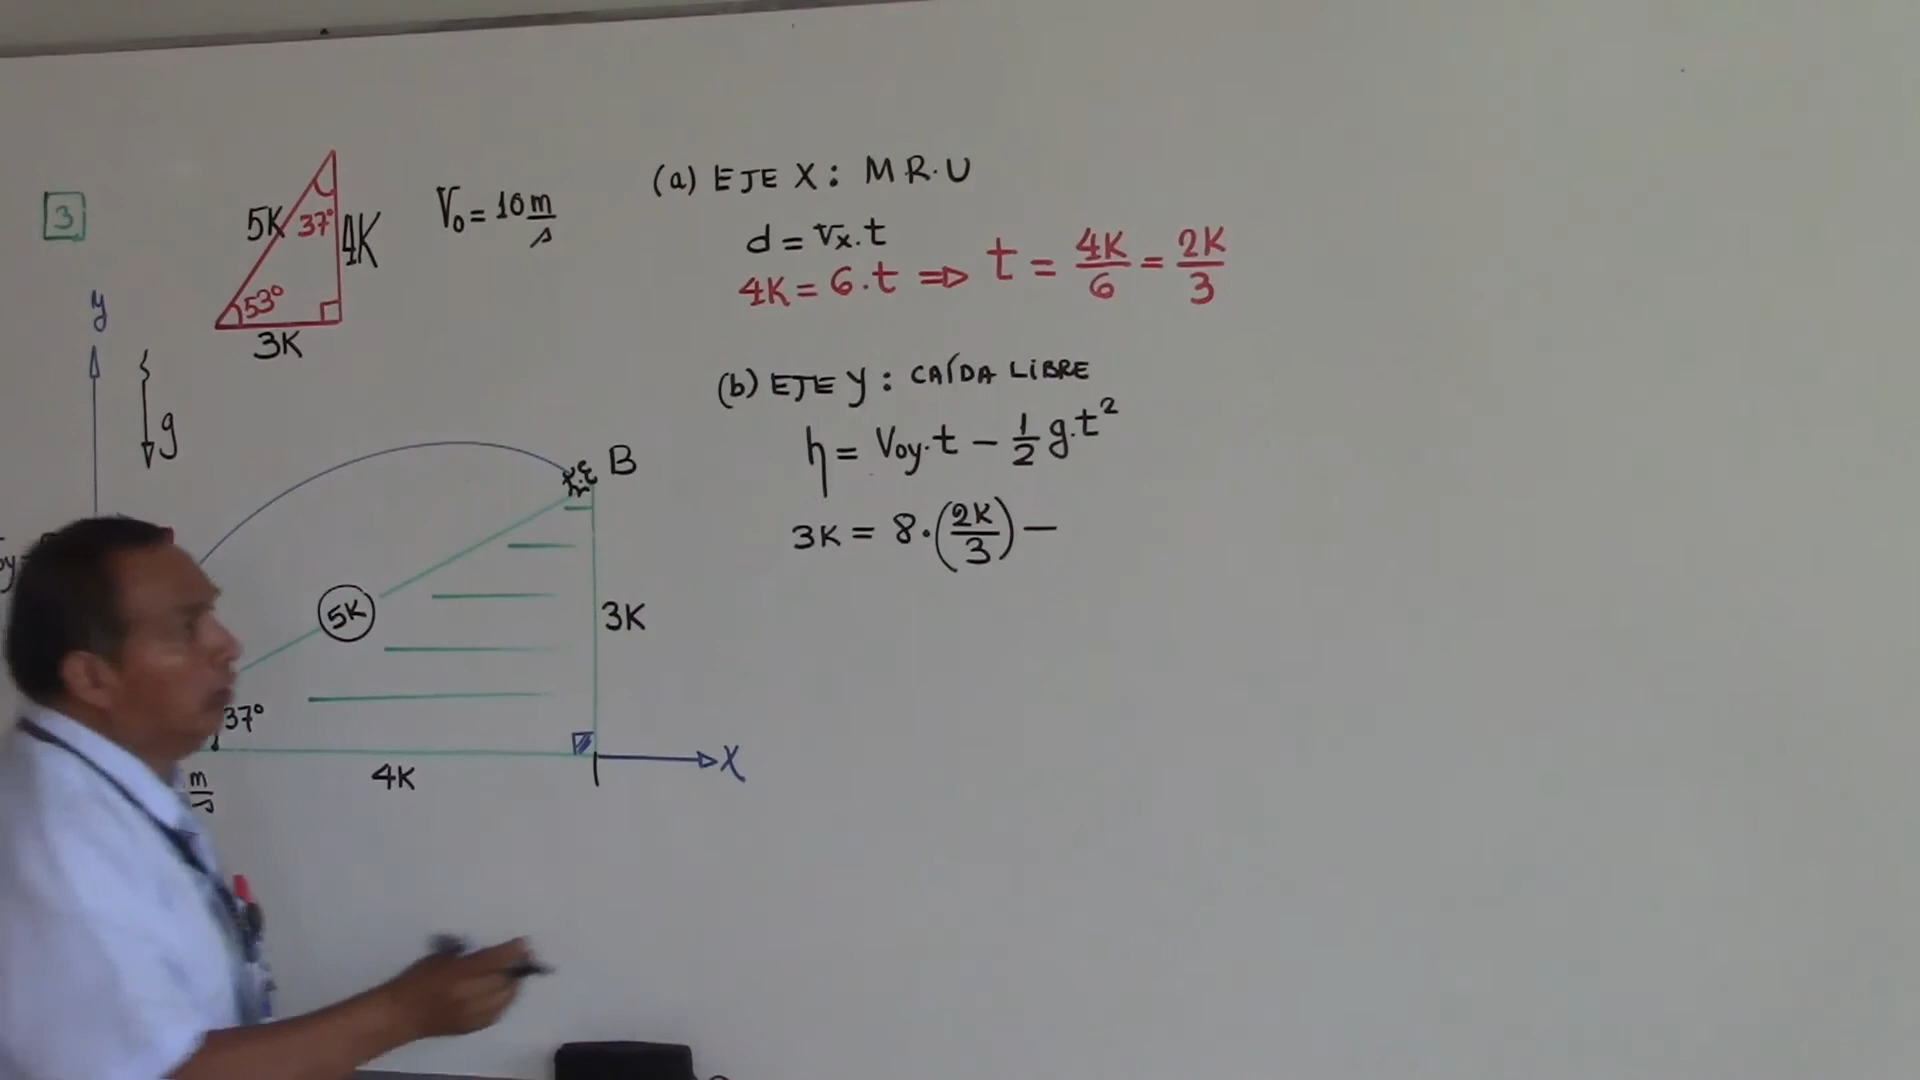 3
5K
37°
4K
53°
3K
V₀ = 10 m/s
y
g
B
5K
3K
37°
4K
X
m/s
(a) EJE X: M.R.U
d = Vx.t
4K = 6.t ⇒ t = 4K/6 = 2K/3
(b) EJE Y: CAÍDA LIBRE
h = Voy.t − 1/2 g.t²
3K = 8.(2K/3) −